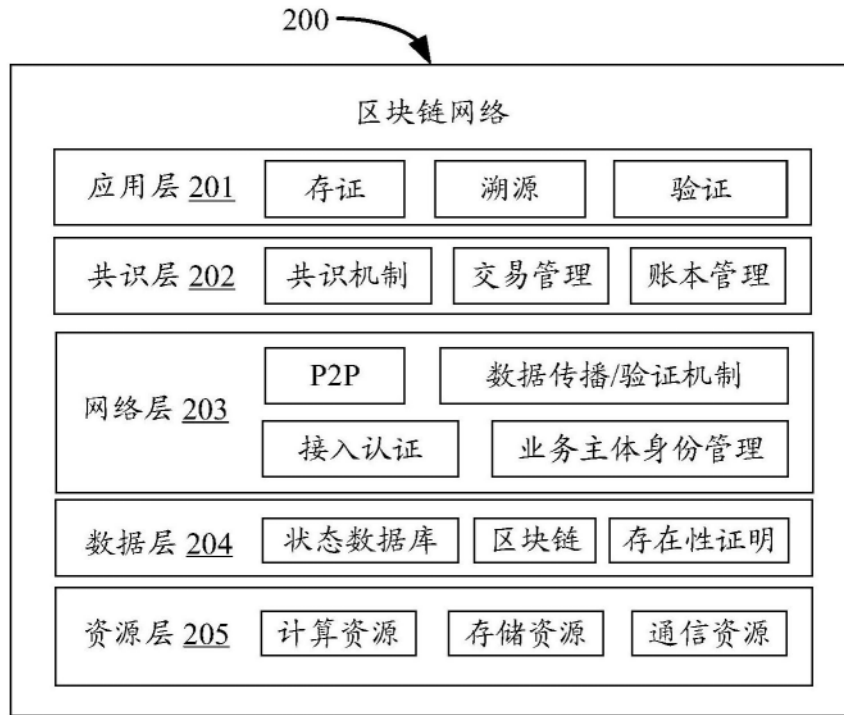 200
区块链网络
应用层 201 存证 溯源 验证
共识层 202 共识机制 交易管理 账本管理
P2P 数据传播/验证机制
网络层 203
接入认证 业务主体身份管理
数据层 204 状态数据库 区块链 存在性证明
资源层 205 计算资源 存储资源 通信资源